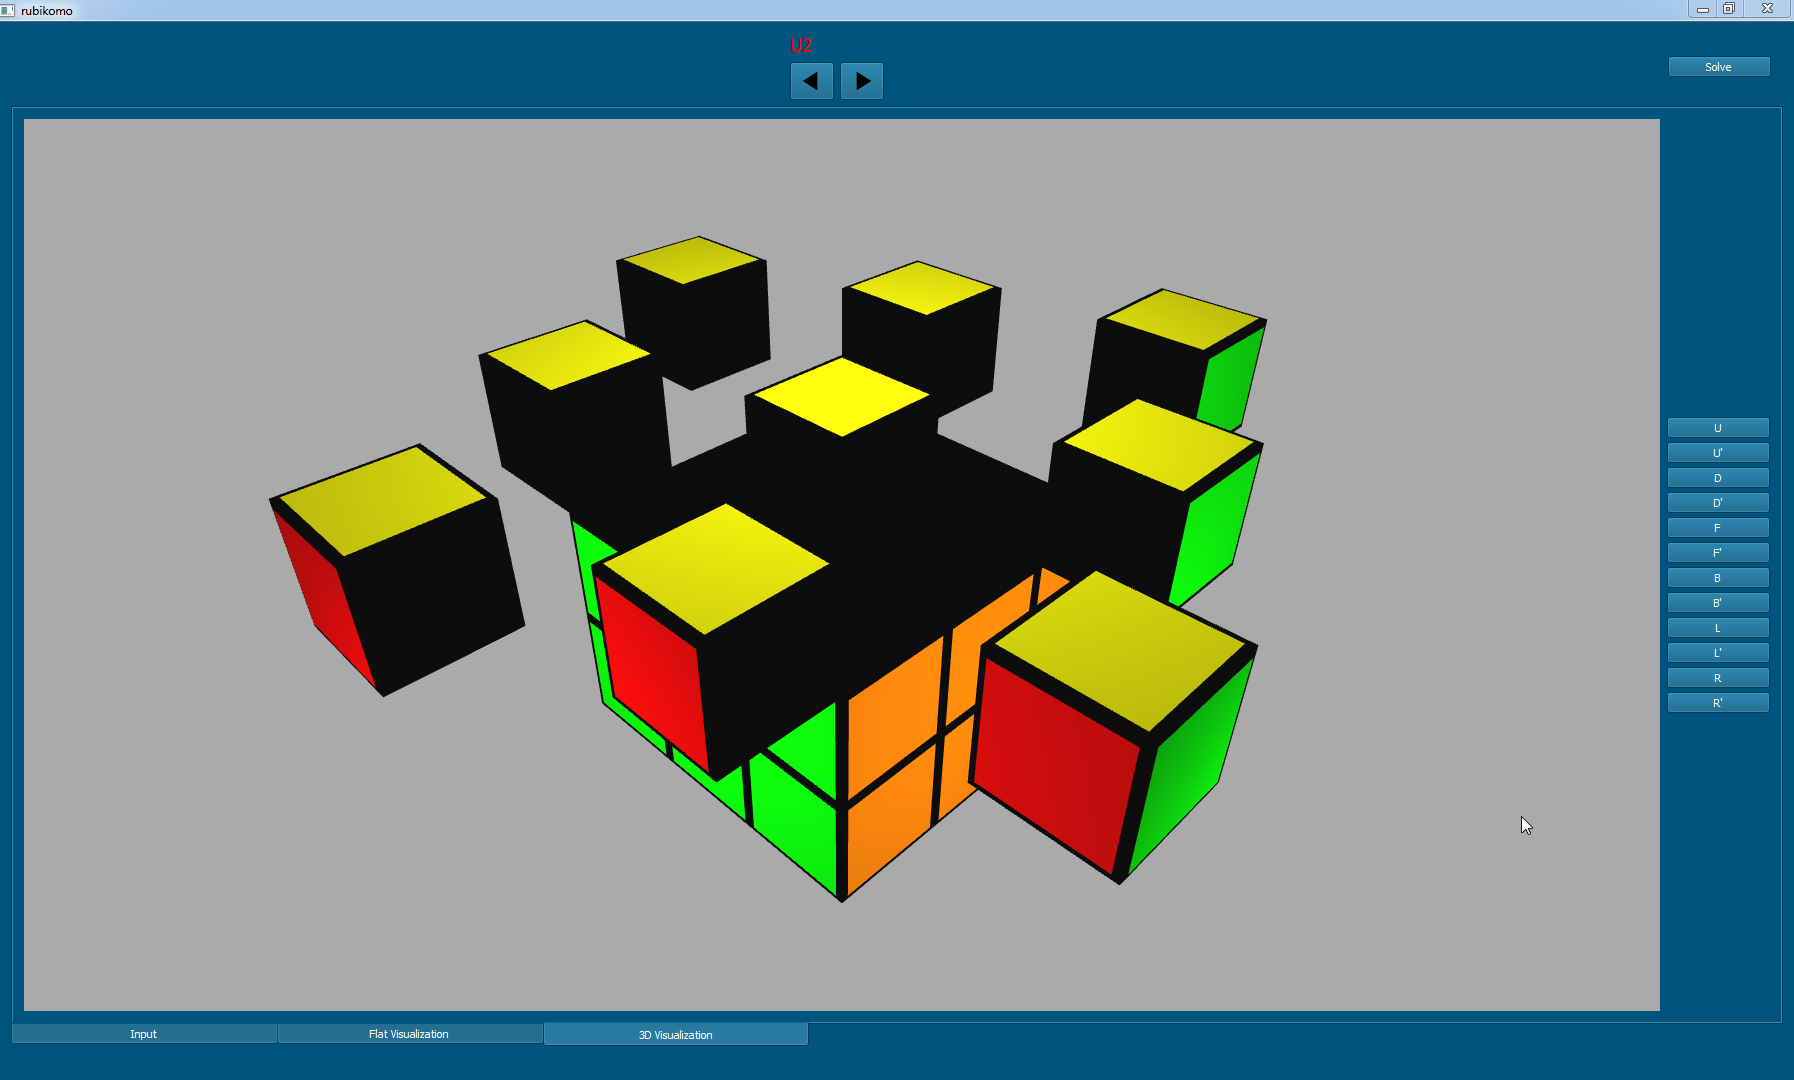 rubikomo
U2
Solve
U
U'
D
D'
F
F'
B
B'
L
L'
R
R'
Input
Flat Visualization
3D Visualization